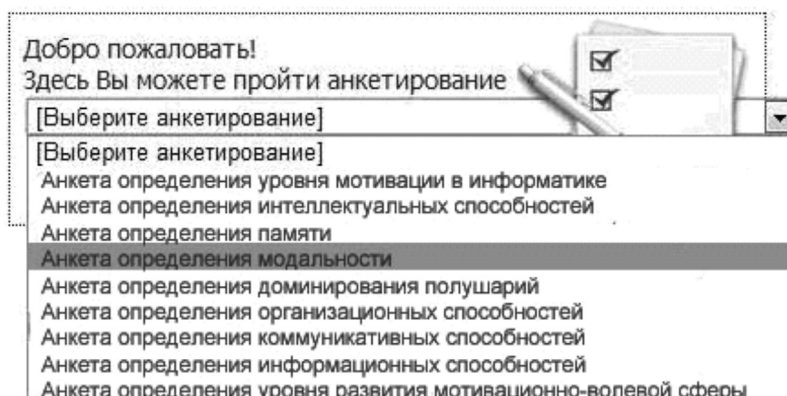 Добро пожаловать!
Здесь Вы можете пройти анкетирование
[Выберите анкетирование]
[Выберите анкетирование]
Анкета определения уровня мотивации в информатике
Анкета определения интеллектуальных способностей
Анкета определения памяти
Анкета определения модальности
Анкета определения доминирования полушарий
Анкета определения организационных способностей
Анкета определения коммуникативных способностей
Анкета определения информационных способностей
Анкета определения уровня развития мотивационно-волевой сферы